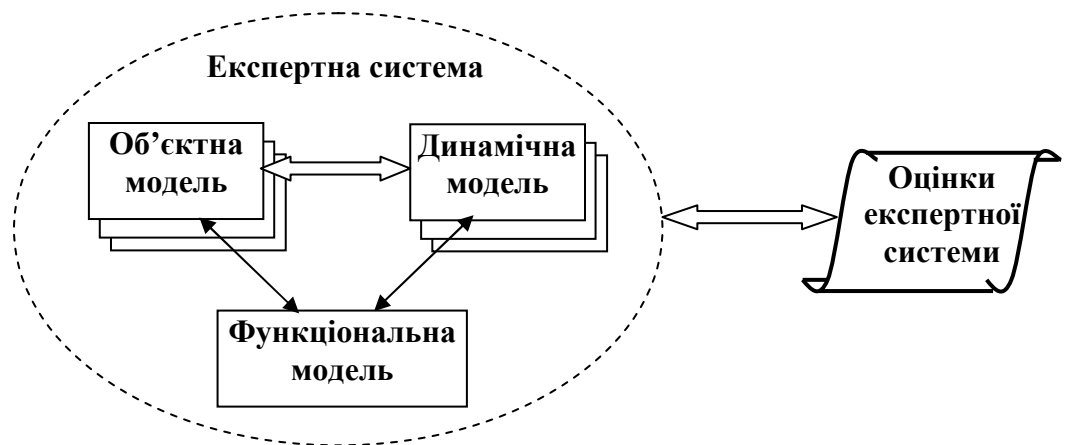 Експертна система
Об’єктна
модель
Динамічна
модель
Функціональна
модель
Оцінки
експертної
системи